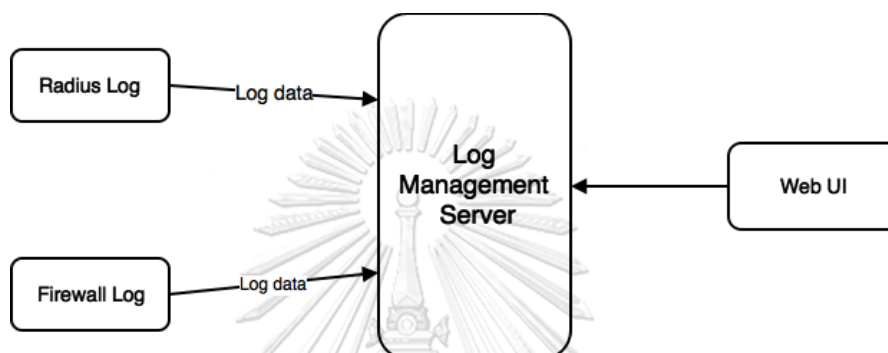 Radius Log
Log data
Log
Management
Server
Web UI
Firewall Log
Log data